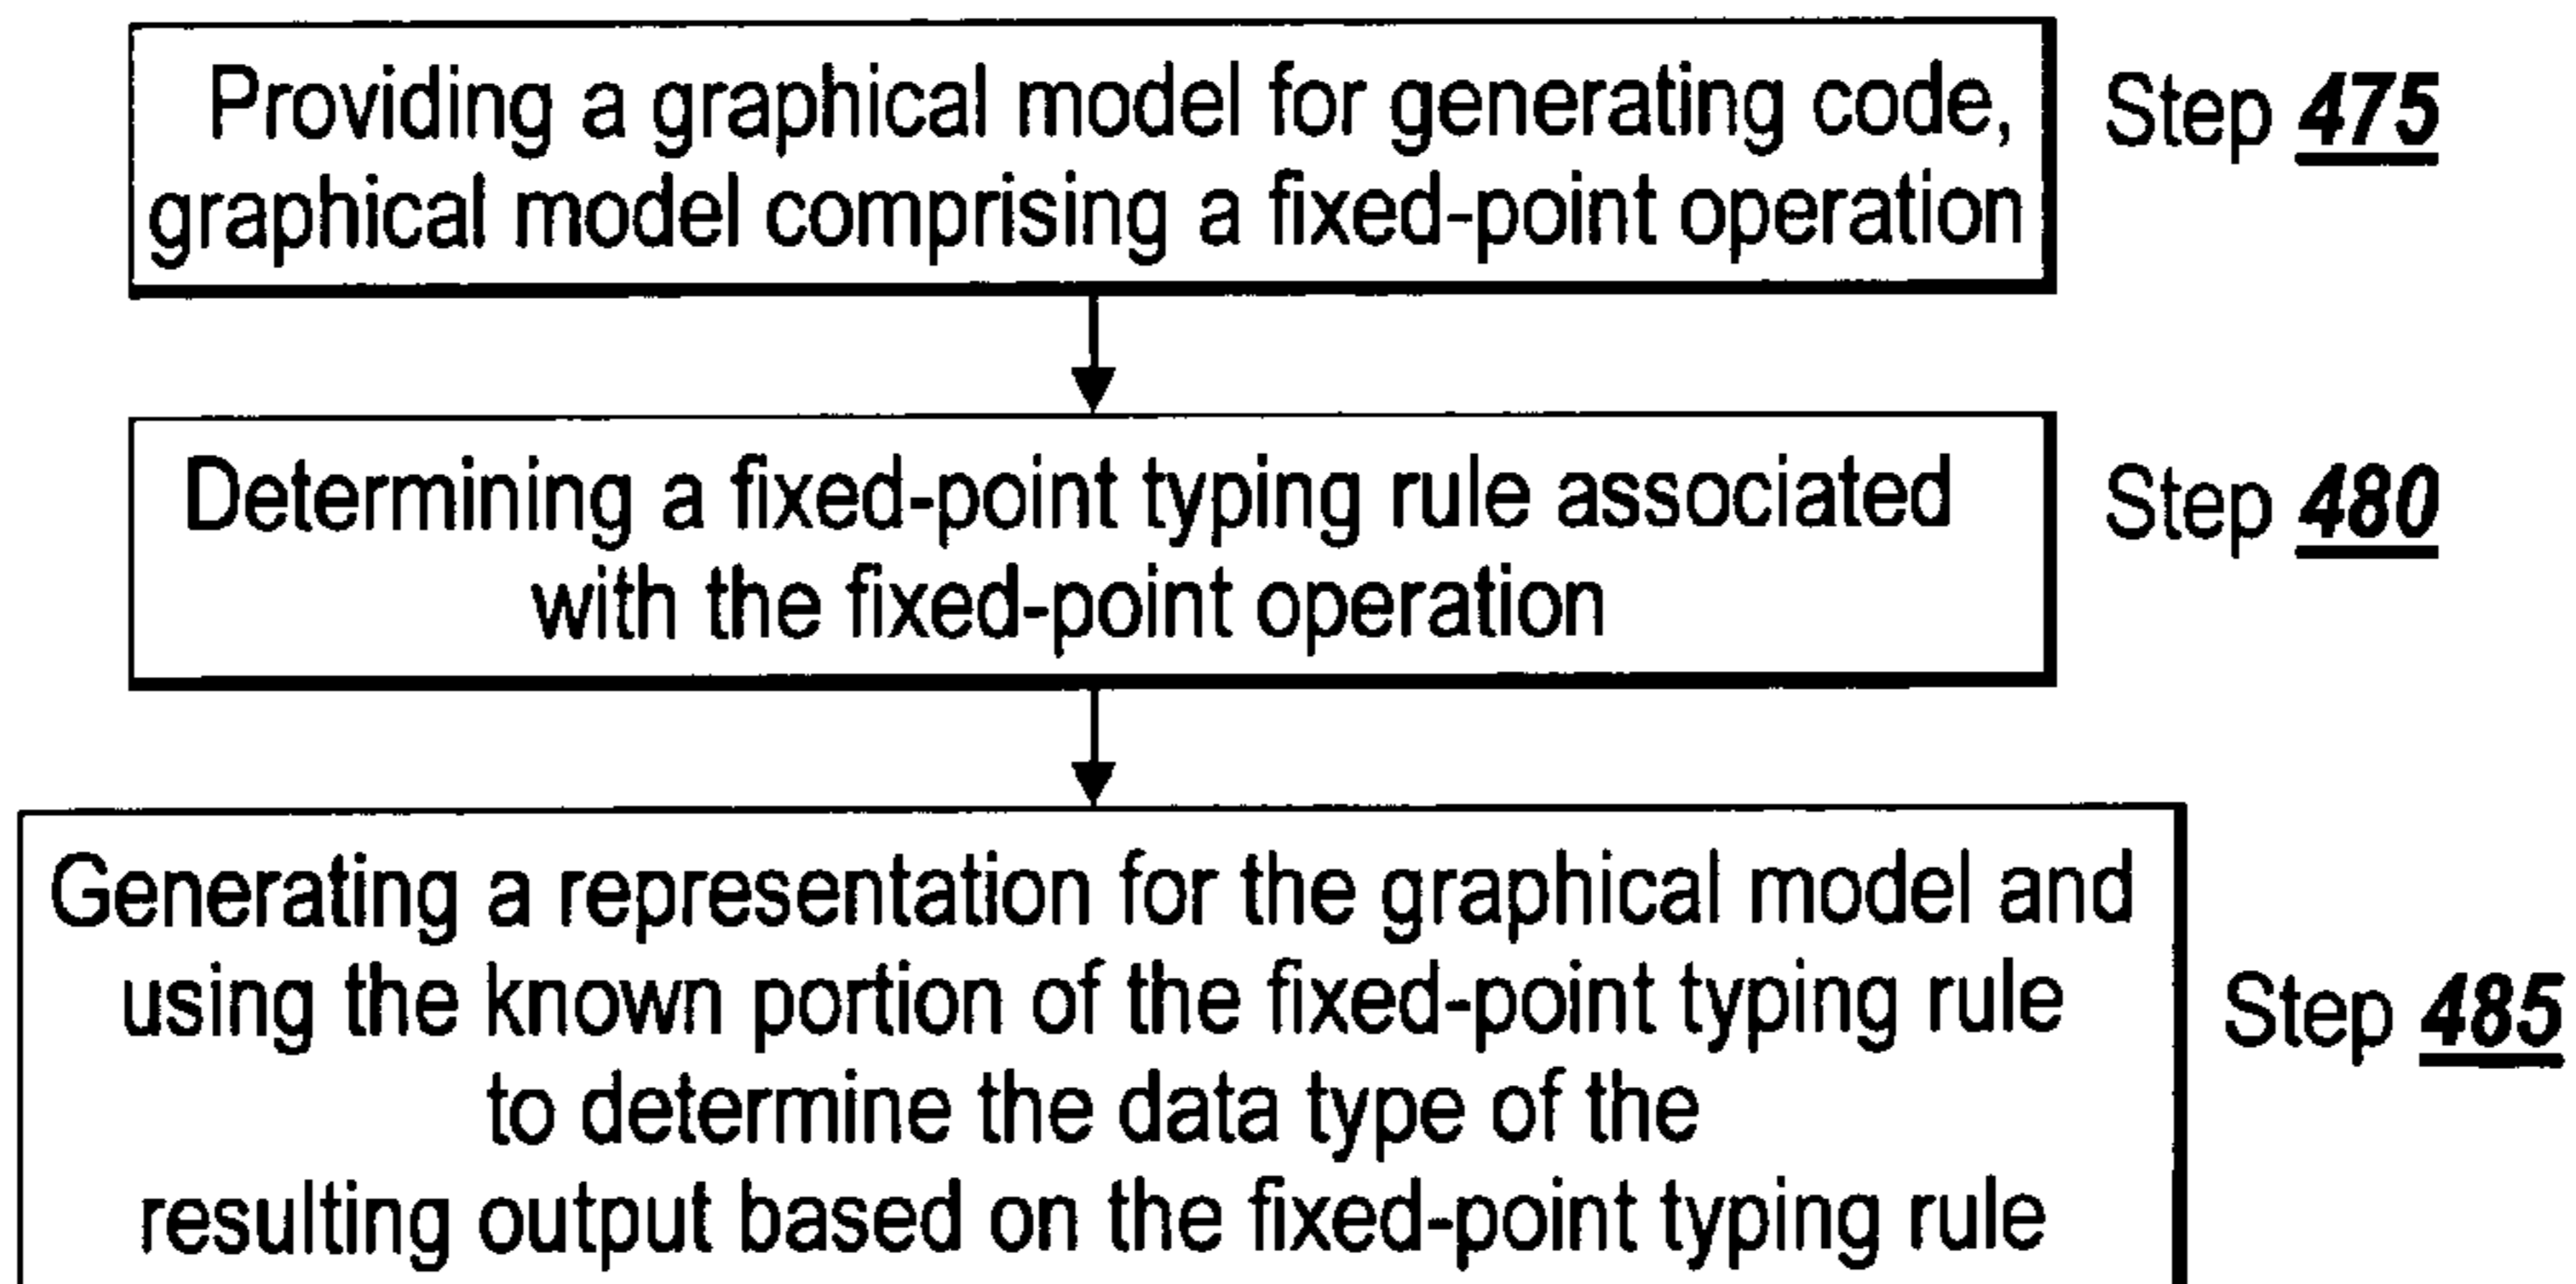 Providing a graphical model for generating code,
graphical model comprising a fixed-point operation
Step 475
Determining a fixed-point typing rule associated
with the fixed-point operation
Step 480
Generating a representation for the graphical model and
using the known portion of the fixed-point typing rule
to determine the data type of the
resulting output based on the fixed-point typing rule
Step 485